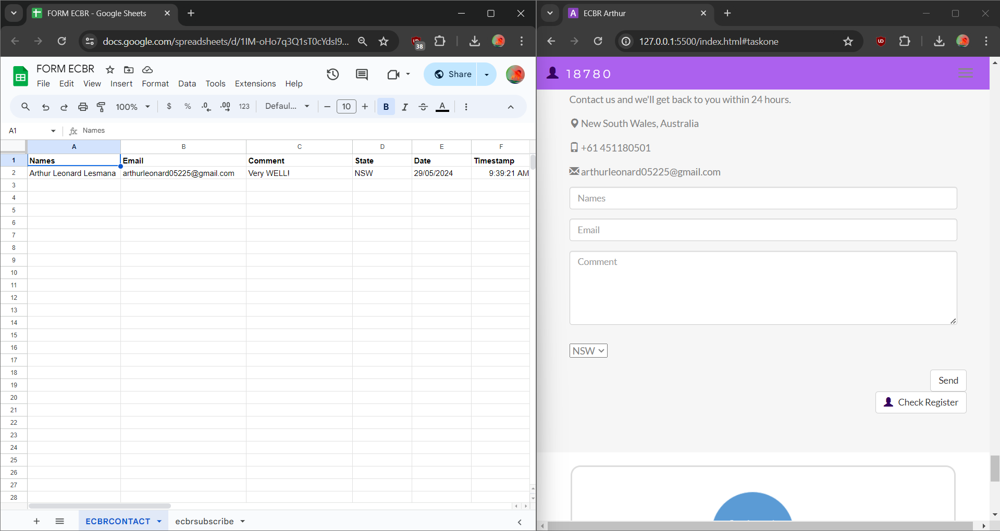 FORM ECBR - Google Sheets
docs.google.com/spreadsheets/d/1IM-oHo7q3Q1sT0cYdsI9...
38
FORM ECBR
File Edit View Insert Format Data Tools Extensions Help
Share
100% $ % .0 .00 123 Defaul... 10 B I S A
A1 fx Names
A B C D E F
1 Names Email Comment State Date Timestamp
2 Arthur Leonard Lesmana arthurleonard05225@gmail.com Very WELL! NSW 29/05/2024 9:39:21 AM
3
4
5
6
7
8
9
10
11
12
13
14
15
16
17
18
19
20
21
22
23
24
25
26
27
28
ECBRCONTACT ecbrsubscribe
A ECBR Arthur
127.0.0.1:5500/index.html#taskone
18780
Contact us and we'll get back to you within 24 hours.
New South Wales, Australia
+61 451180501
arthurleonard05225@gmail.com
Names
Email
Comment
NSW
Send
Check Register